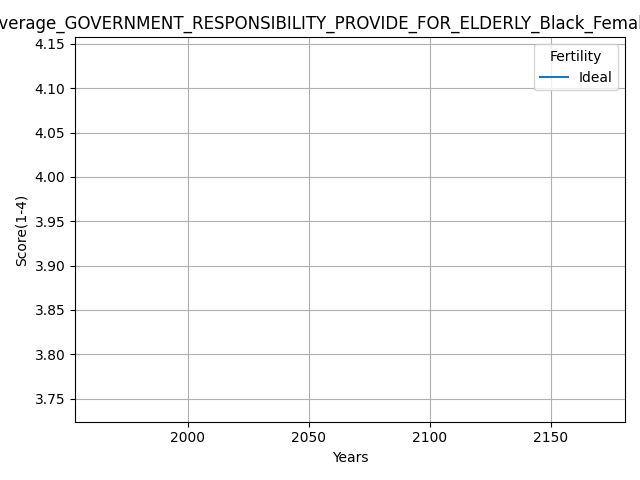 verage_GOVERNMENT_RESPONSIBILITY_PROVIDE_FOR_ELDERLY_Black_Femal
4.15
4.10
4.05
4.00
3.95
3.90
3.85
3.80
3.75
Score(1-4)
Fertility
Ideal
2000 2050 2100 2150
Years